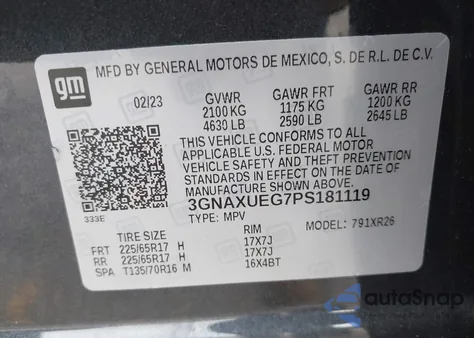 gm
MFD BY GENERAL MOTORS DE MEXICO, S. DE R.L. DE C.V.
02/23 GVWR GAWR FRT GAWR RR
2100 KG 1175 KG 1200 KG
4630 LB 2590 LB 2645 LB
THIS VEHICLE CONFORMS TO ALL
APPLICABLE U.S. FEDERAL MOTOR
VEHICLE SAFETY AND THEFT PREVENTION
STANDARDS IN EFFECT ON THE DATE OF
MANUFACTURE SHOWN ABOVE.
333E
3GNAXUEG7PS181119
TYPE: MPV MODEL: 791XR26
TIRE SIZE RIM
FRT 225/65R17 H 17X7J
RR 225/65R17 H 17X7J
SPA T135/70R16 M 16X4BT
autoSnap